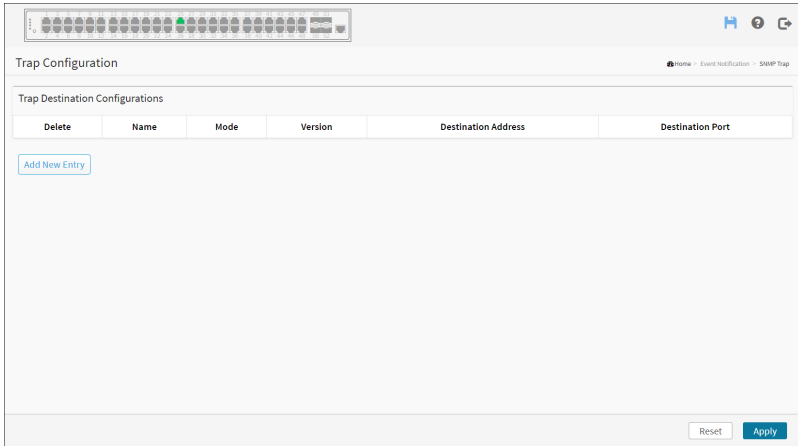 Trap Configuration
Home > Event Notification > SNMP Trap
Trap Destination Configurations
Delete Name Mode Version Destination Address Destination Port
Add New Entry
Reset Apply